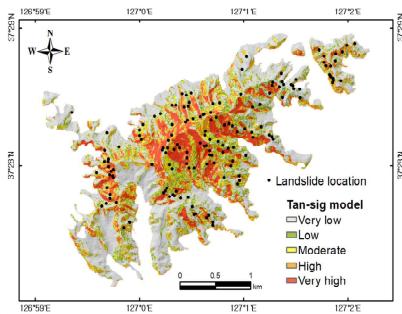 126°59'E 127°0'E 127°1'E 127°2'E
37°29'N 37°29'N
N
W E
S
37°23'N 37°23'N
Landslide location
Tan-sig model
Very low
Low
Moderate
High
Very high
0 0.5 1
km
126°59'E 127°0'E 127°1'E 127°2'E